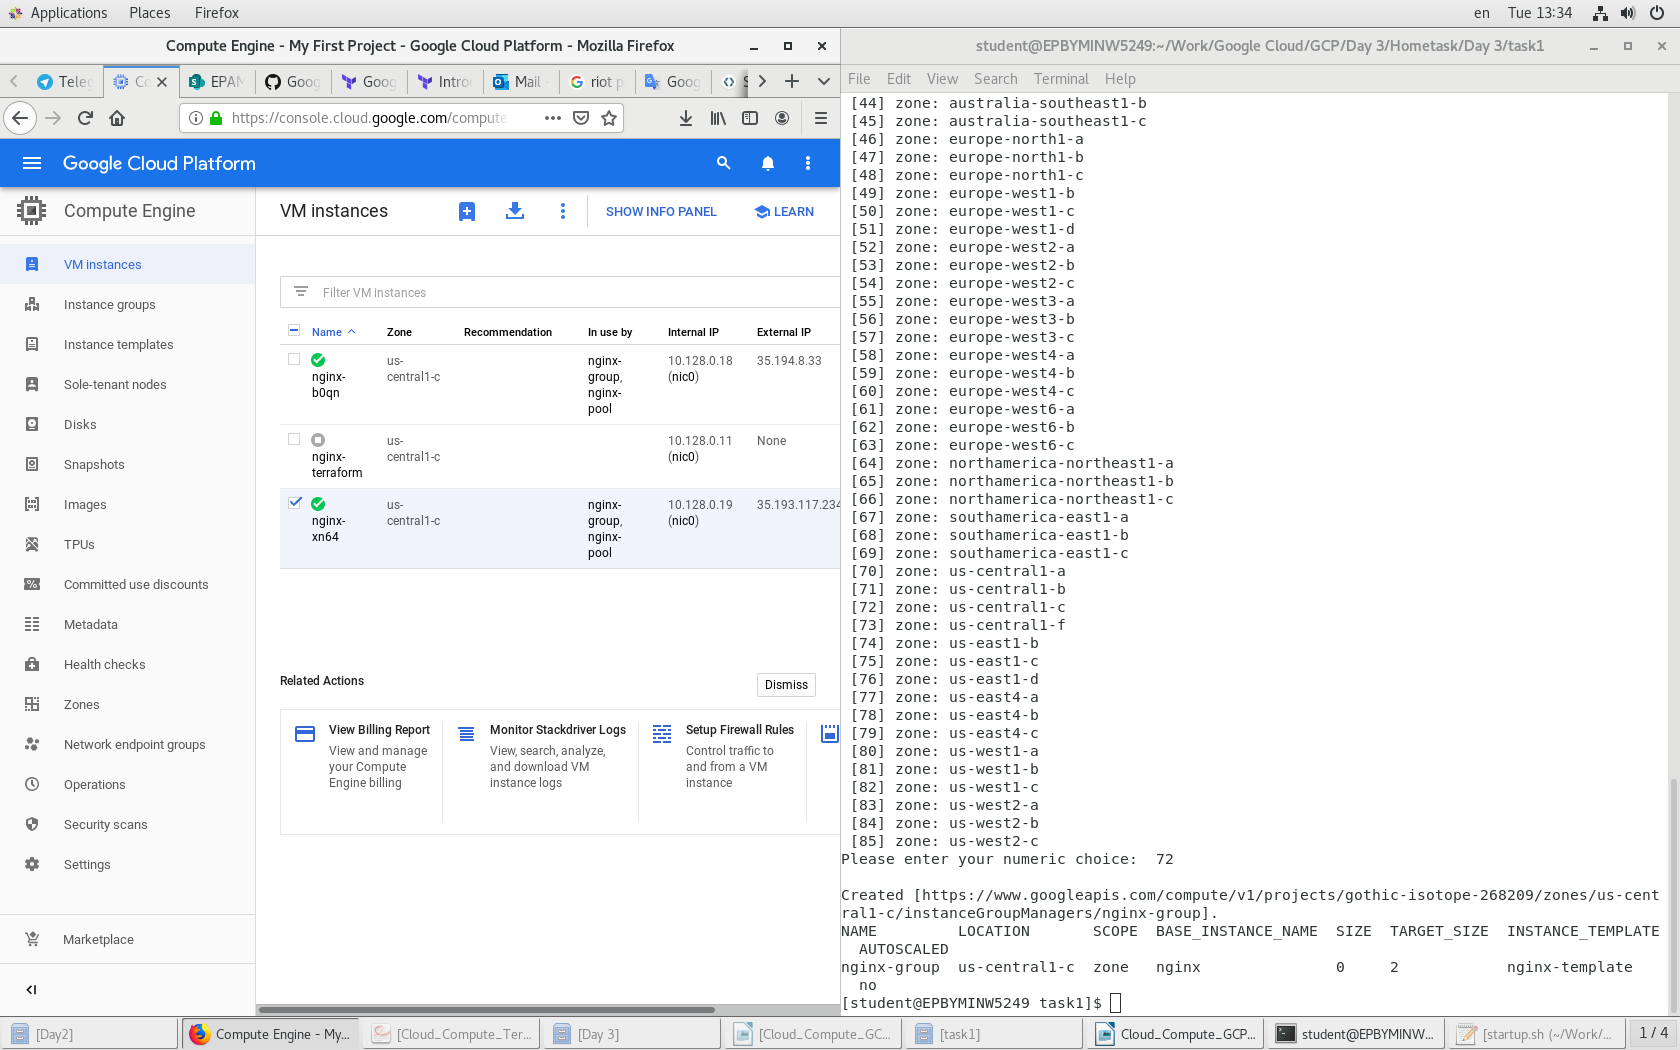 Applications Places Firefox en Tue 13:34
Compute Engine - My First Project - Google Cloud Platform - Mozilla Firefox
Teleg Co EPAM Goog Goog Introd Mail - riot p Goog S
https://console.cloud.google.com/compute
Google Cloud Platform
Compute Engine
VM instances
Instance groups
Instance templates
Sole-tenant nodes
Disks
Snapshots
Images
TPUs
Committed use discounts
Metadata
Health checks
Zones
Network endpoint groups
Operations
Security scans
Settings
Marketplace
VM instances SHOW INFO PANEL LEARN
Filter VM instances
Name Zone Recommendation In use by Internal IP External IP
nginx-b0qn us-central1-c nginx-group, nginx-pool 10.128.0.18 (nic0) 35.194.8.33
nginx-terraform us-central1-c 10.128.0.11 (nic0) None
nginx-xn64 us-central1-c nginx-group, nginx-pool 10.128.0.19 (nic0) 35.193.117.234
Related Actions Dismiss
View Billing Report
View and manage
your Compute
Engine billing
Monitor Stackdriver Logs
View, search, analyze,
and download VM
instance logs
Setup Firewall Rules
Control traffic to
and from a VM
instance
student@EPBYMINW5249:~/Work/Google Cloud/GCP/Day 3/Hometask/Day 3/task1
File Edit View Search Terminal Help
[44] zone: australia-southeast1-b
[45] zone: australia-southeast1-c
[46] zone: europe-north1-a
[47] zone: europe-north1-b
[48] zone: europe-north1-c
[49] zone: europe-west1-b
[50] zone: europe-west1-c
[51] zone: europe-west1-d
[52] zone: europe-west2-a
[53] zone: europe-west2-b
[54] zone: europe-west2-c
[55] zone: europe-west3-a
[56] zone: europe-west3-b
[57] zone: europe-west3-c
[58] zone: europe-west4-a
[59] zone: europe-west4-b
[60] zone: europe-west4-c
[61] zone: europe-west6-a
[62] zone: europe-west6-b
[63] zone: europe-west6-c
[64] zone: northamerica-northeast1-a
[65] zone: northamerica-northeast1-b
[66] zone: northamerica-northeast1-c
[67] zone: southamerica-east1-a
[68] zone: southamerica-east1-b
[69] zone: southamerica-east1-c
[70] zone: us-central1-a
[71] zone: us-central1-b
[72] zone: us-central1-c
[73] zone: us-central1-f
[74] zone: us-east1-b
[75] zone: us-east1-c
[76] zone: us-east1-d
[77] zone: us-east4-a
[78] zone: us-east4-b
[79] zone: us-east4-c
[80] zone: us-west1-a
[81] zone: us-west1-b
[82] zone: us-west1-c
[83] zone: us-west2-a
[84] zone: us-west2-b
[85] zone: us-west2-c
Please enter your numeric choice: 72
Created [https://www.googleapis.com/compute/v1/projects/gothic-isotope-268209/zones/us-cent
ral1-c/instanceGroupManagers/nginx-group].
NAME LOCATION SCOPE BASE_INSTANCE_NAME SIZE TARGET_SIZE INSTANCE_TEMPLATE
AUTOSCALED
nginx-group us-central1-c zone nginx 0 2 nginx-template
no
[student@EPBYMINW5249 task1]$
[Day2] Compute Engine - My... [Cloud_Compute_Ter... [Day 3] [Cloud_Compute_GC... [task1] Cloud_Compute_GCP... student@EPBYMINW... [startup.sh (~/Work/... 1 / 4